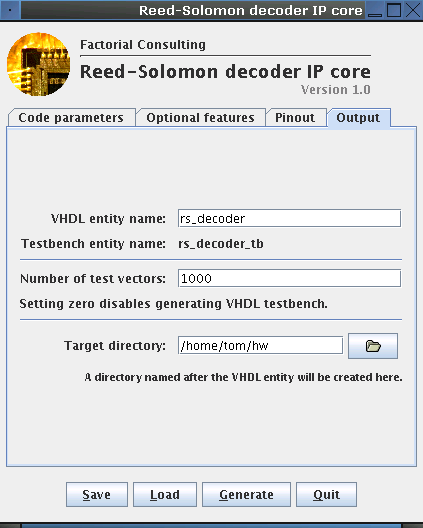 Reed-Solomon decoder IP core
Factorial Consulting
Reed-Solomon decoder IP core
Version 1.0
Code parameters Optional features Pinout Output
VHDL entity name: rs_decoder
Testbench entity name: rs_decoder_tb
Number of test vectors: 1000
Setting zero disables generating VHDL testbench.
Target directory: /home/tom/hw
A directory named after the VHDL entity will be created here.
Save Load Generate Quit